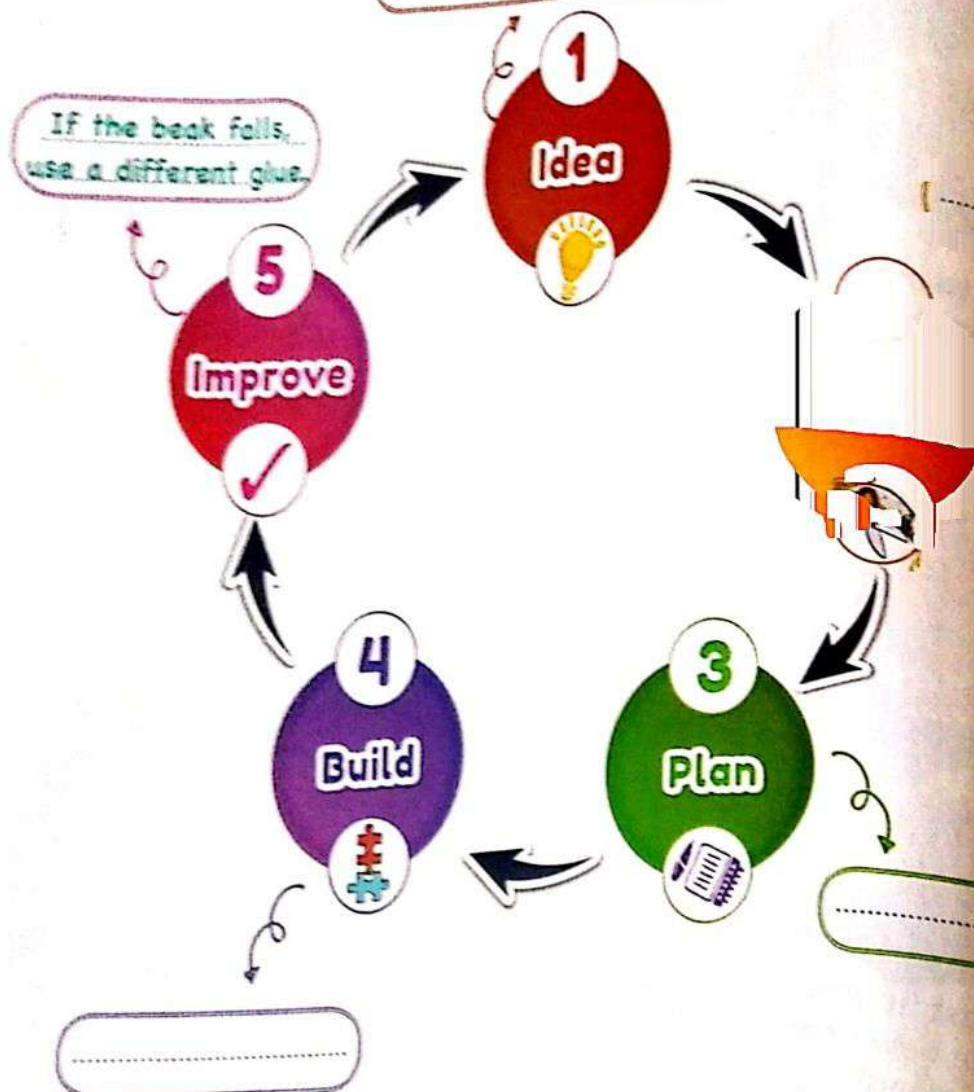 1
Idea
If the beak falls,
use a different glue.
5
Improve
4
Build
3
Plan